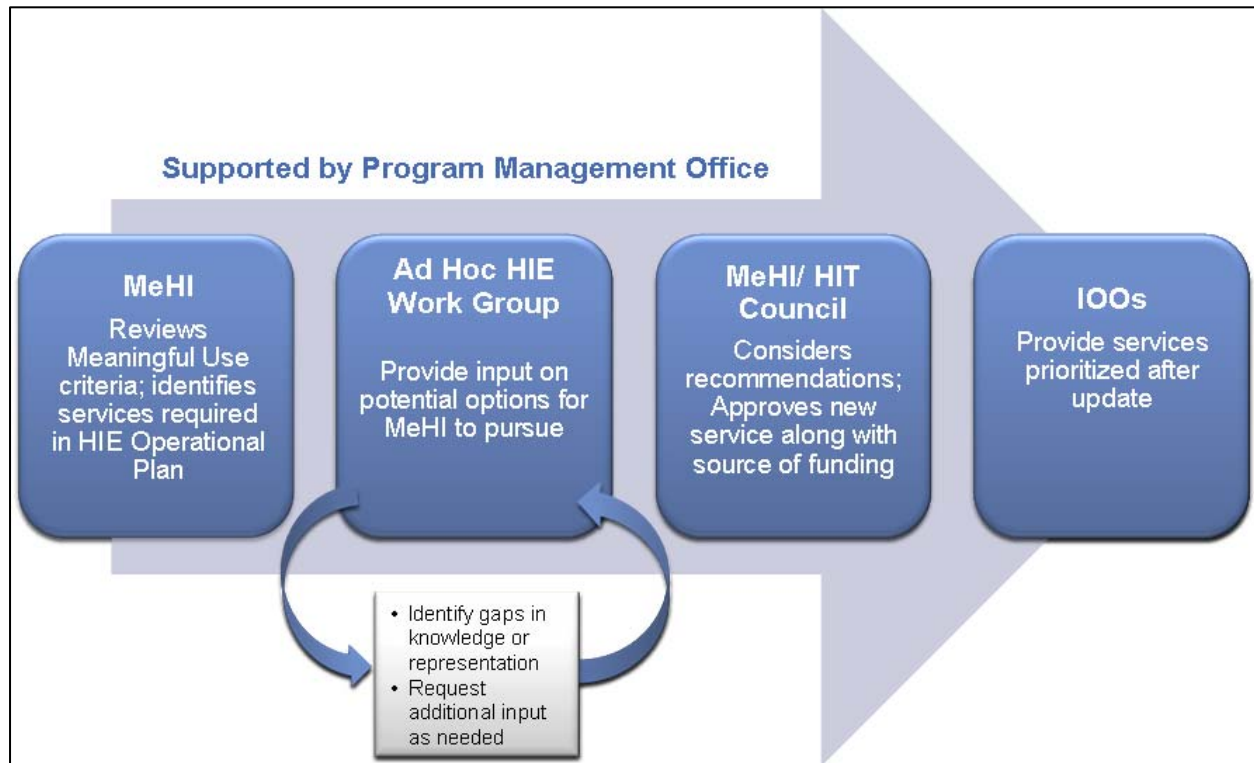 Supported by Program Management Office
MeHI
Reviews
Meaningful Use
criteria; identifies
services required
in HIE Operational
Plan
Ad Hoc HIE
Work Group
Provide input on
potential options for
MeHI to pursue
MeHI/ HIT
Council
Considers
recommendations;
Approves new
service along with
source of funding
IOOs
Provide services
prioritized after
update
• Identify gaps in
knowledge or
representation
• Request
additional input
as needed